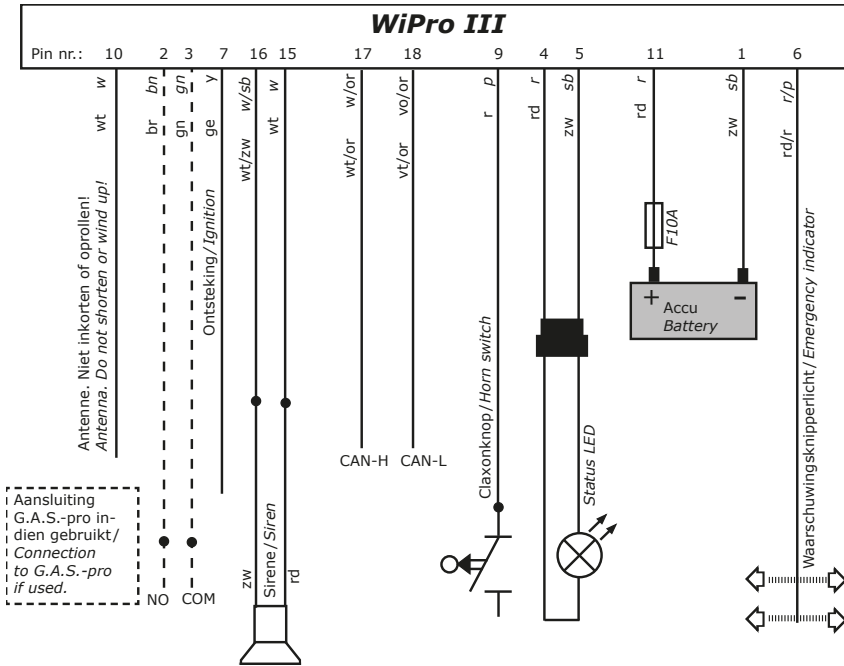 WiPro III
Pin nr.: 10 2 3 7 16 15 17 18 9 4 5 11 1 6
w bn gn y w/sb w w/or vo/or p r sb r sb r/p
wt br gn ge wt/zw wt wt/or vt/or r rd zw rd zw rd/r
Antenne. Niet inkorten of oprollen!
Antenna. Do not shorten or wind up!
Ontsteking/Ignition
Sirene/Siren
zw
rd
CAN-H CAN-L
Claxonknop/Horn switch
Status LED
F10A
+ -
Accu
Battery
Waarschuwingsknipperlicht/Emergency indicator
Aansluiting
G.A.S.-pro in-
dien gebruikt/
Connection
to G.A.S.-pro
if used.
NO COM